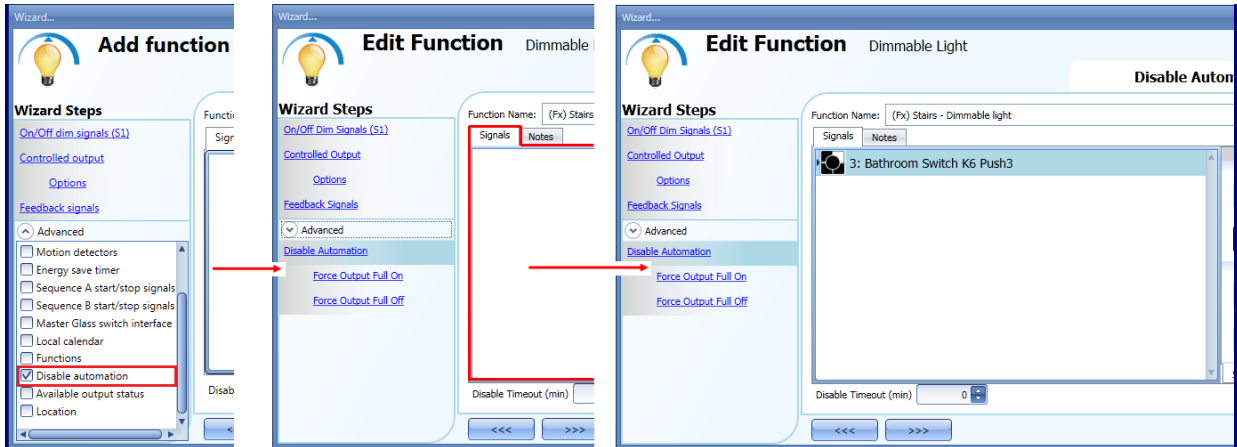 Wizard...
Add function
Wizard Steps
On/Off dim signals (S1)
Controlled output
Options
Feedback signals
Advanced
Motion detectors
Energy save timer
Sequence A start/stop signals
Sequence B start/stop signals
Master Glass switch interface
Local calendar
Functions
Disable automation
Available output status
Location
Wizard...
Edit Function Dimmable
Wizard Steps
On/Off Dim Signals (S1)
Controlled Output
Options
Feedback Signals
Advanced
Disable Automation
Force Output Full On
Force Output Full Off
Function Name: (Fx) Stairs
Signals Notes
Disable Timeout (min)
<<< >>>
Wizard...
Edit Function Dimmable Light
Disable Autom
Wizard Steps
On/Off Dim Signals (S1)
Controlled Output
Options
Feedback Signals
Advanced
Disable Automation
Force Output Full On
Force Output Full Off
Function Name: (Fx) Stairs - Dimmable light
Signals Notes
3: Bathroom Switch K6 Push3
Disable Timeout (min) 0
<<< >>>